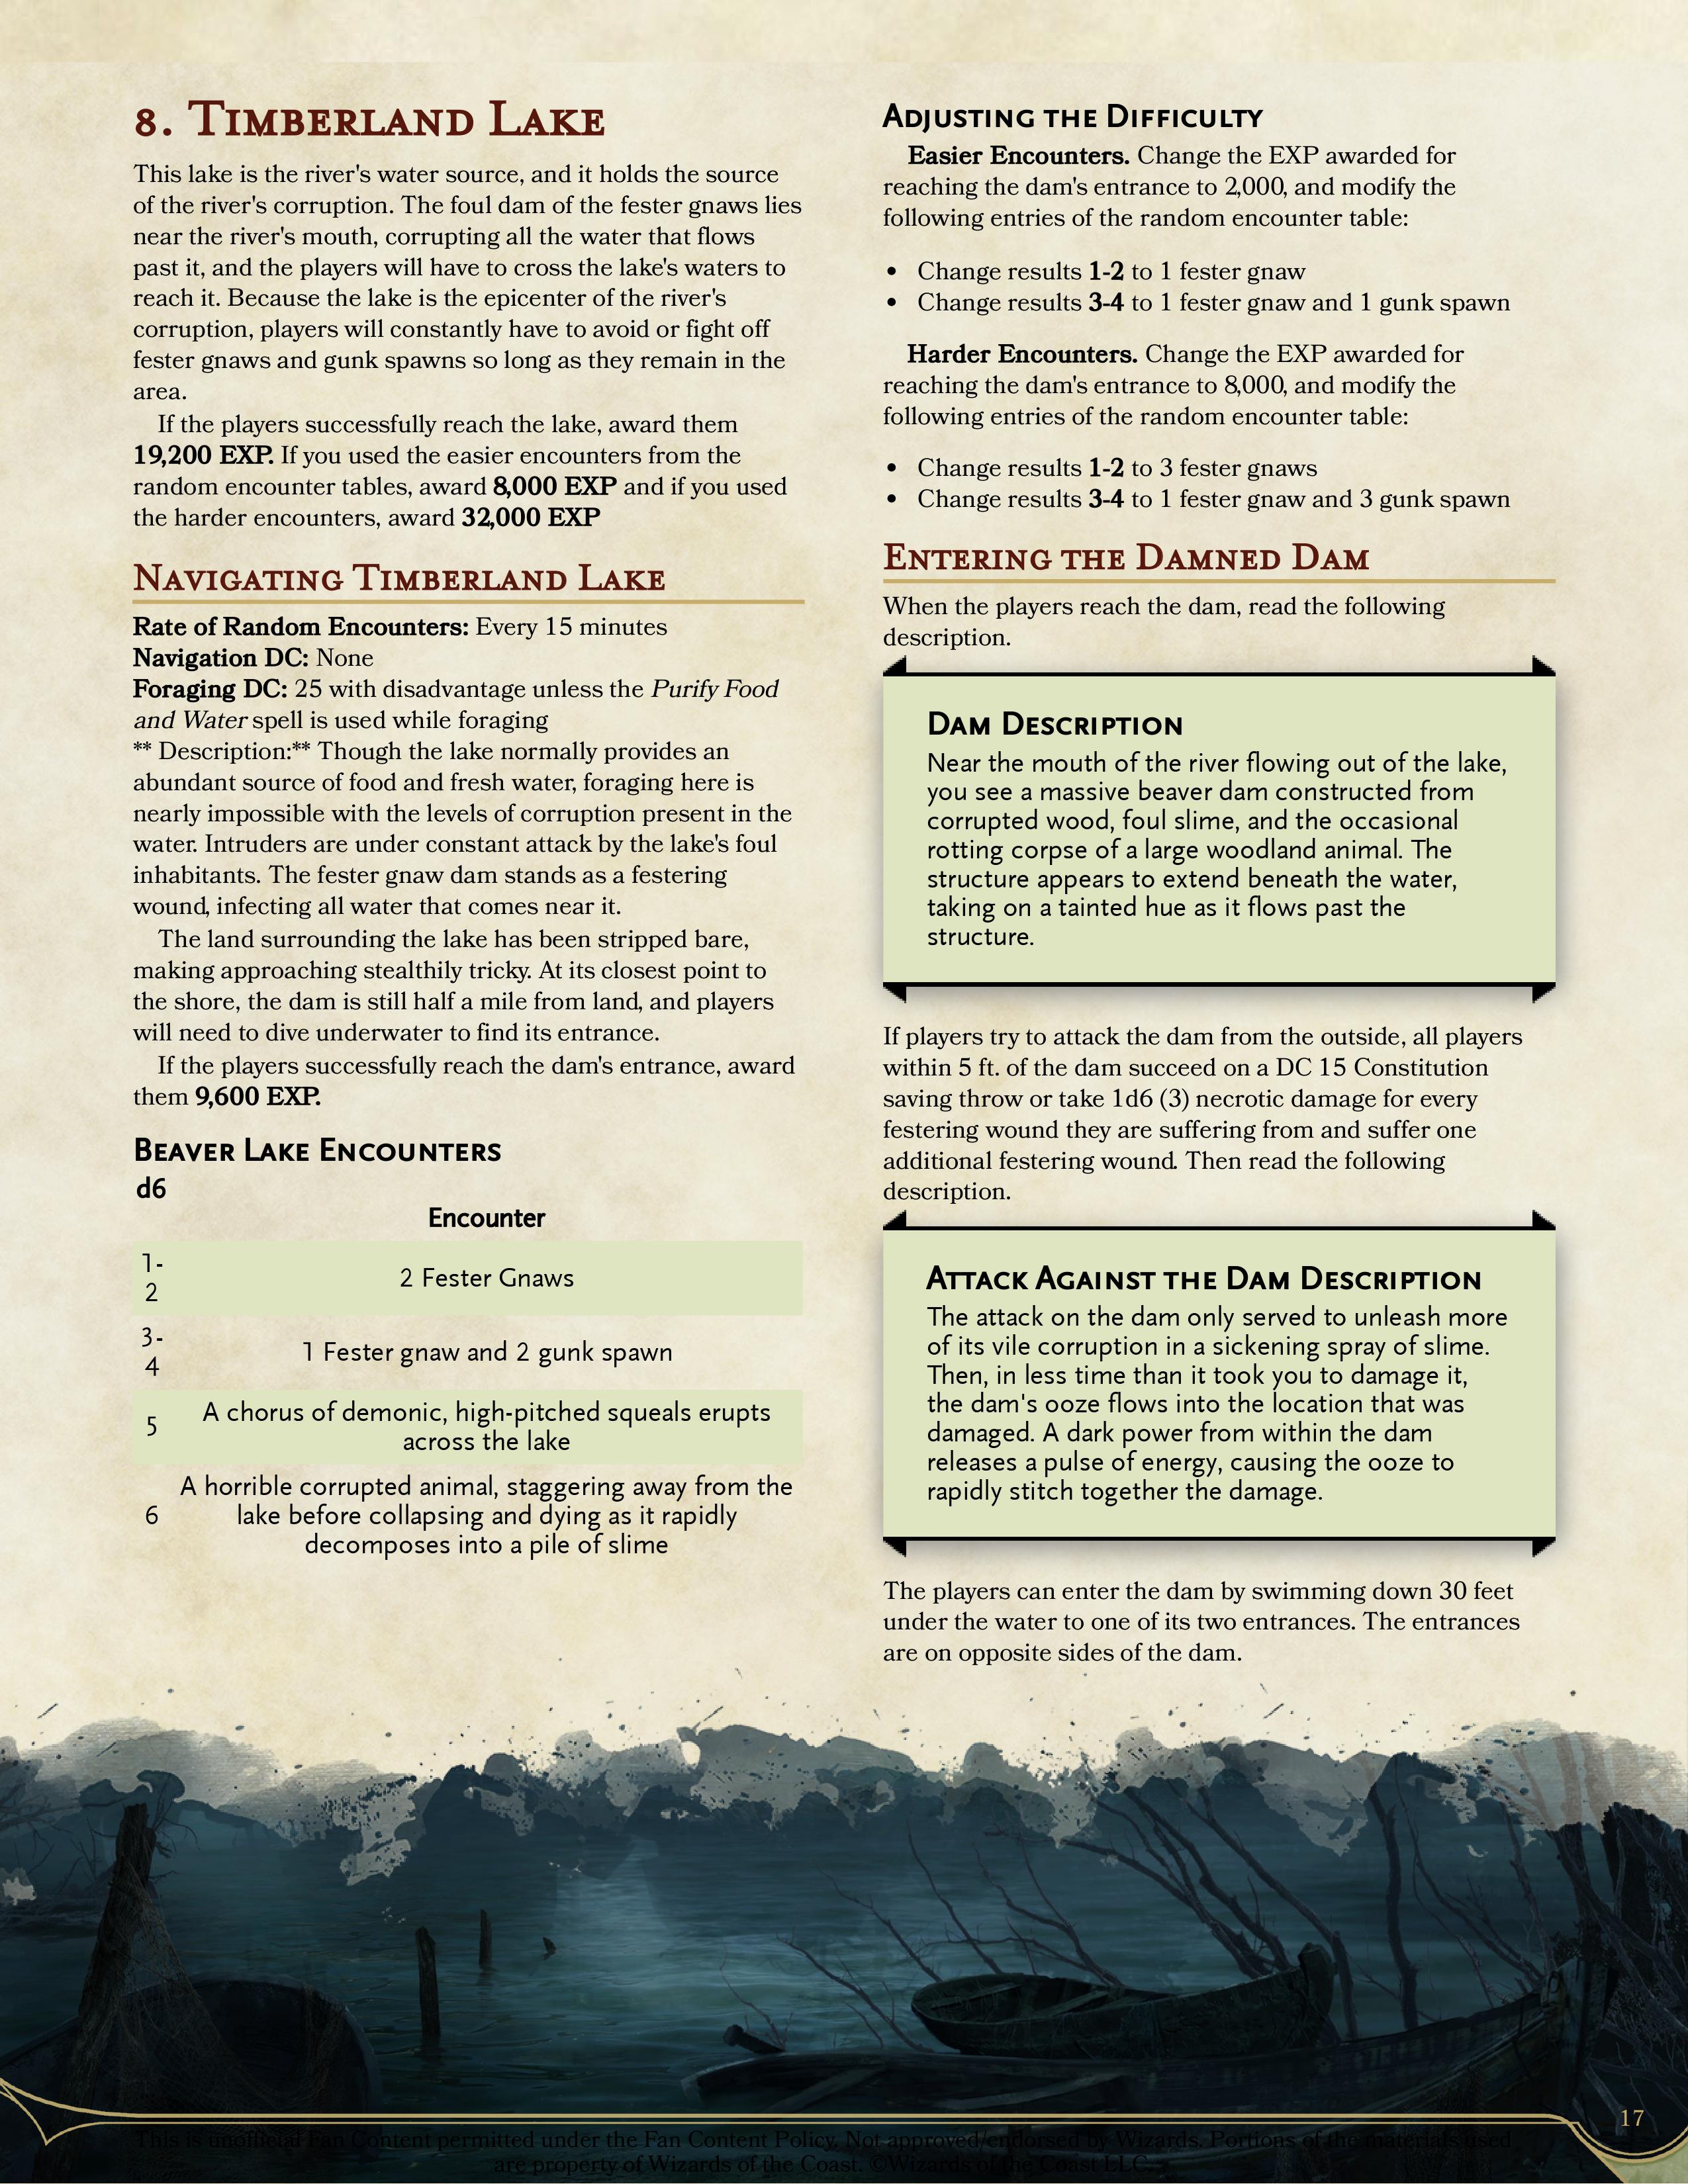 8. Timberland Lake
This lake is the river's water source, and it holds the source
of the river's corruption. The foul dam of the fester gnaws lies
near the river's mouth, corrupting all the water that flows
past it, and the players will have to cross the lake's waters to
reach it. Because the lake is the epicenter of the river's
corruption, players will constantly have to avoid or fight off
fester gnaws and gunk spawns so long as they remain in the
area.
If the players successfully reach the lake, award them
19,200 EXP. If you used the easier encounters from the
random encounter tables, award 8,000 EXP and if you used
the harder encounters, award 32,000 EXP
Navigating Timberland Lake
Rate of Random Encounters: Every 15 minutes
Navigation DC: None
Foraging DC: 25 with disadvantage unless the Purify Food
and Water spell is used while foraging
** Description:** Though the lake normally provides an
abundant source of food and fresh water, foraging here is
nearly impossible with the levels of corruption present in the
water. Intruders are under constant attack by the lake's foul
inhabitants. The fester gnaw dam stands as a festering
wound, infecting all water that comes near it.
The land surrounding the lake has been stripped bare,
making approaching stealthily tricky. At its closest point to
the shore, the dam is still half a mile from land, and players
will need to dive underwater to find its entrance.
If the players successfully reach the dam's entrance, award
them 9,600 EXP.
Beaver Lake Encounters
d6
Encounter
1-
2
2 Fester Gnaws
3-
4
1 Fester gnaw and 2 gunk spawn
5
A chorus of demonic, high-pitched squeals erupts
across the lake
6
A horrible corrupted animal, staggering away from the
lake before collapsing and dying as it rapidly
decomposes into a pile of slime
Adjusting the Difficulty
Easier Encounters. Change the EXP awarded for
reaching the dam's entrance to 2,000, and modify the
following entries of the random encounter table:
• Change results 1-2 to 1 fester gnaw
• Change results 3-4 to 1 fester gnaw and 1 gunk spawn
Harder Encounters. Change the EXP awarded for
reaching the dam's entrance to 8,000, and modify the
following entries of the random encounter table:
• Change results 1-2 to 3 fester gnaws
• Change results 3-4 to 1 fester gnaw and 3 gunk spawn
Entering the Damned Dam
When the players reach the dam, read the following
description.
Dam Description
Near the mouth of the river flowing out of the lake,
you see a massive beaver dam constructed from
corrupted wood, foul slime, and the occasional
rotting corpse of a large woodland animal. The
structure appears to extend beneath the water,
taking on a tainted hue as it flows past the
structure.
If players try to attack the dam from the outside, all players
within 5 ft. of the dam succeed on a DC 15 Constitution
saving throw or take 1d6 (3) necrotic damage for every
festering wound they are suffering from and suffer one
additional festering wound. Then read the following
description.
Attack Against the Dam Description
The attack on the dam only served to unleash more
of its vile corruption in a sickening spray of slime.
Then, in less time than it took you to damage it,
the dam's ooze flows into the location that was
damaged. A dark power from within the dam
releases a pulse of energy, causing the ooze to
rapidly stitch together the damage.
The players can enter the dam by swimming down 30 feet
under the water to one of its two entrances. The entrances
are on opposite sides of the dam.
17
This is unofficial Fan Content permitted under the Fan Content Policy. Not approved/endorsed by Wizards. Portions of the materials used
are property of Wizards of the Coast. ©Wizards of the Coast LLC.